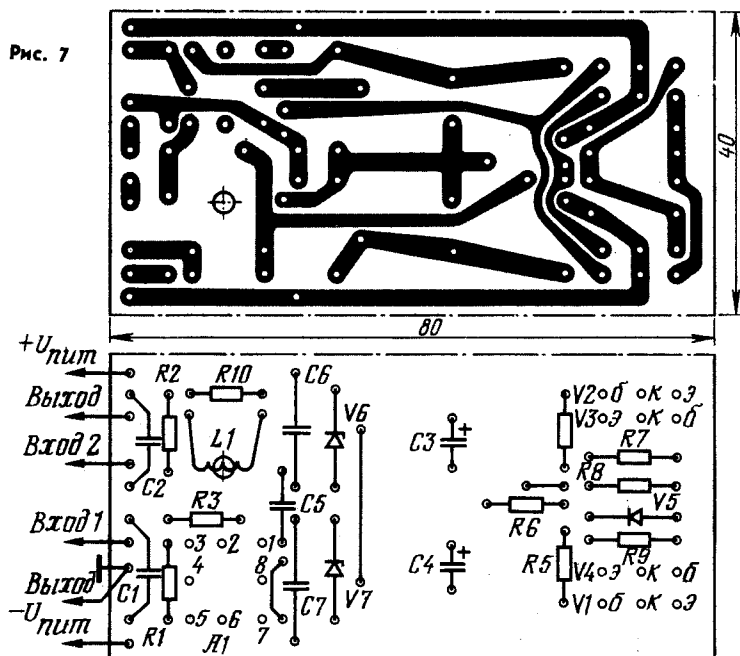 Рис. 7
40
80
+Uпит
R2
R10
C6
Выход
V6
V2 б К Э
V3 Э К б
Вход 2
L1
C3 +
R7
C2
R8
R3
C5
R6
V5
Вход 1
3 2 1
R9
4
8
C4 +
R5
V4 Э К б
Выход
C1
C7
V7
V1 б К Э
−Uпит
R1
5 6 7
A1